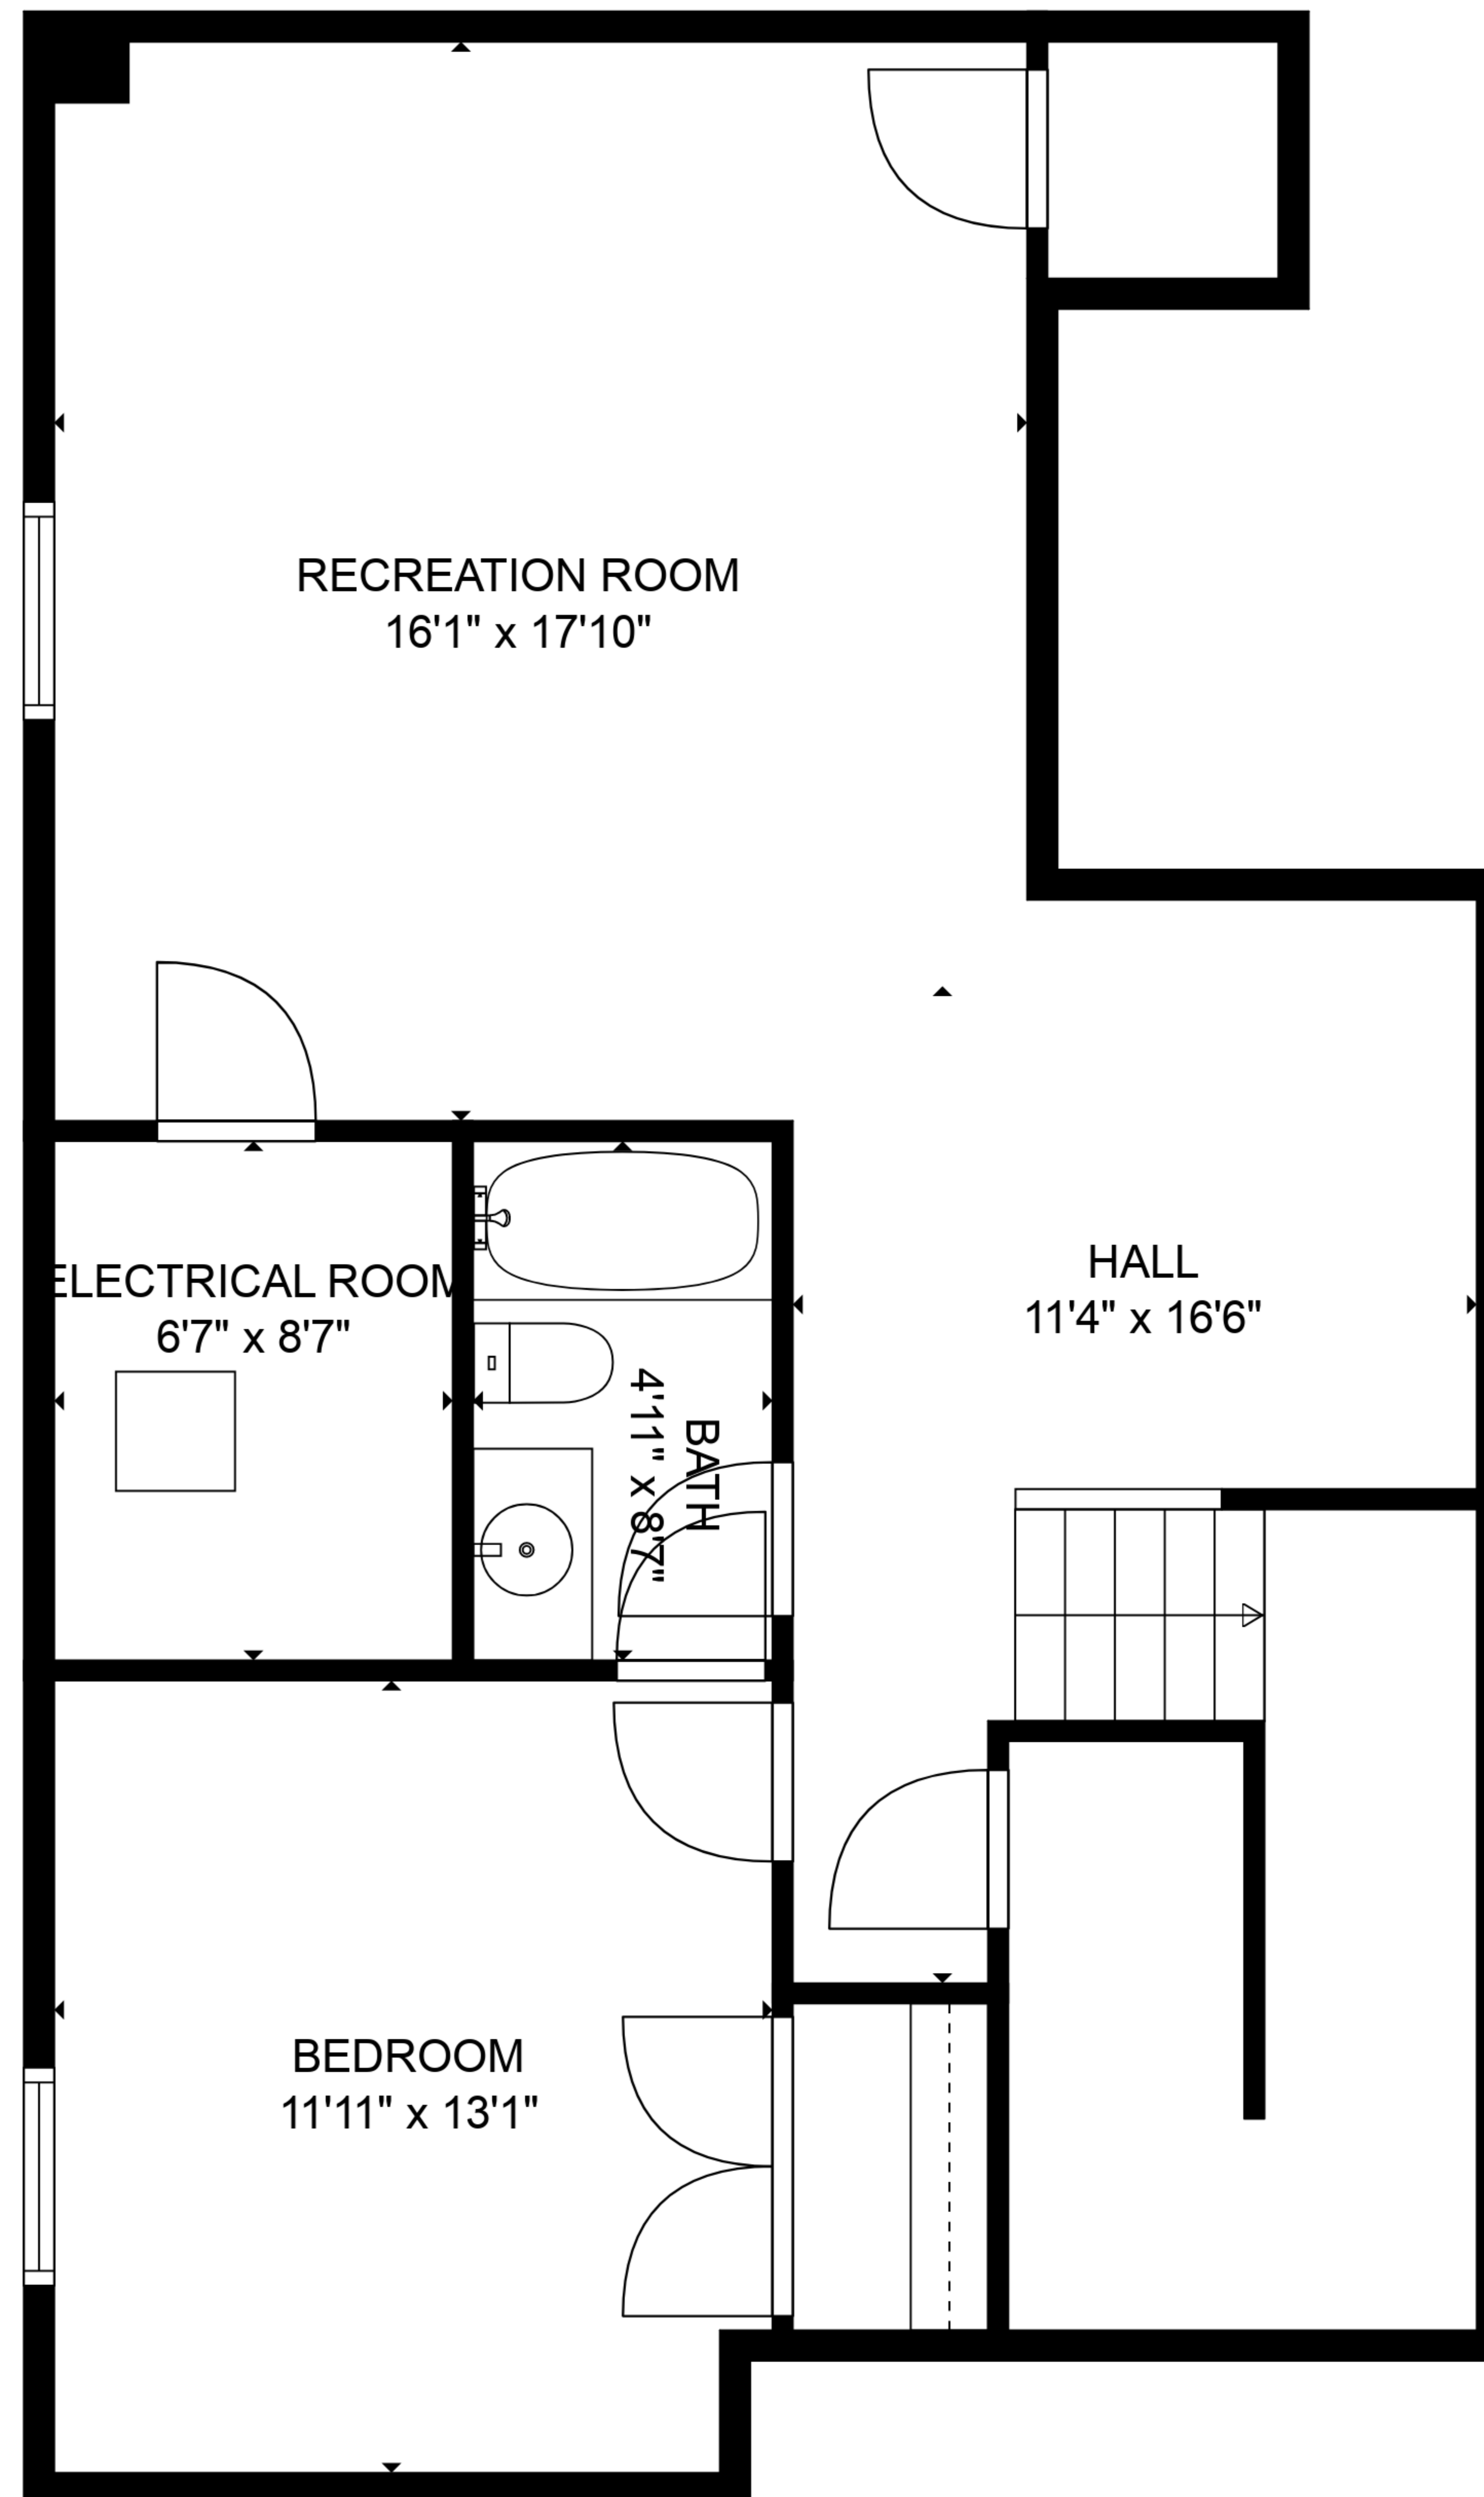 RECREATION ROOM
16'1" x 17'10"
ELECTRICAL ROOM
6'7" x 8'7"
HALL
11'4" x 16'6"
BATH
4'11" x 8'7"
BEDROOM
11'11" x 13'1"